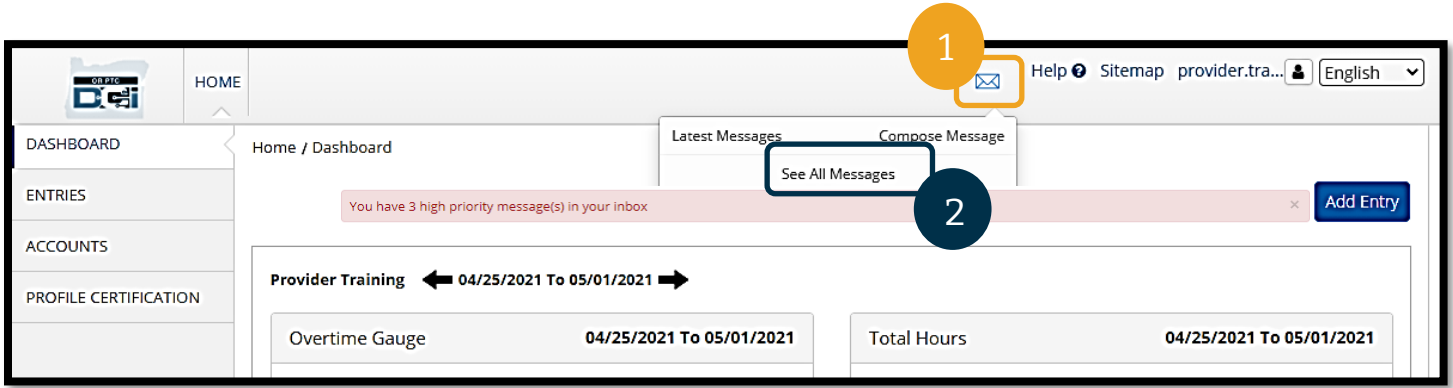 1
OR PTC
DCI
HOME
Help ? Sitemap provider.tra... English
DASHBOARD
Home / Dashboard
Latest Messages Compose Message
See All Messages
2
ENTRIES
You have 3 high priority message(s) in your inbox ×
Add Entry
ACCOUNTS
Provider Training 04/25/2021 To 05/01/2021
PROFILE CERTIFICATION
Overtime Gauge 04/25/2021 To 05/01/2021
Total Hours 04/25/2021 To 05/01/2021